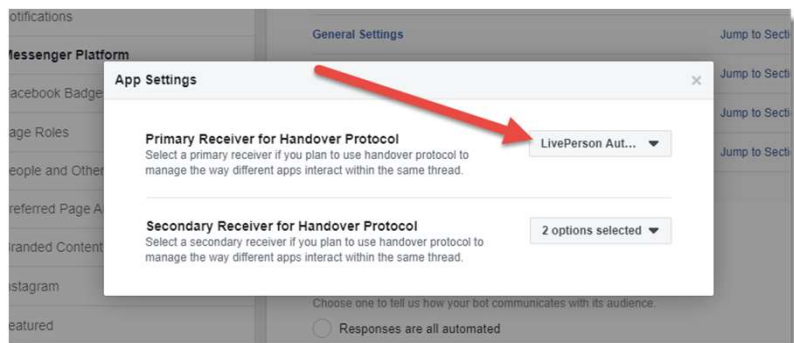 otifications
General Settings
Jump to Secti
Messenger Platform
App Settings
×
Jump to Secti
acebook Badge
Jump to Secti
age Roles
Primary Receiver for Handover Protocol
LivePerson Aut...
Select a primary receiver if you plan to use handover protocol to
manage the way different apps interact within the same thread.
Jump to Secti
eople and Other
referred Page A
Secondary Receiver for Handover Protocol
2 options selected
Select a secondary receiver if you plan to use handover protocol to
manage the way different apps interact within the same thread.
randed Content
nstagram
Choose one to tell us how your bot communicates with its audience.
eatured
Responses are all automated